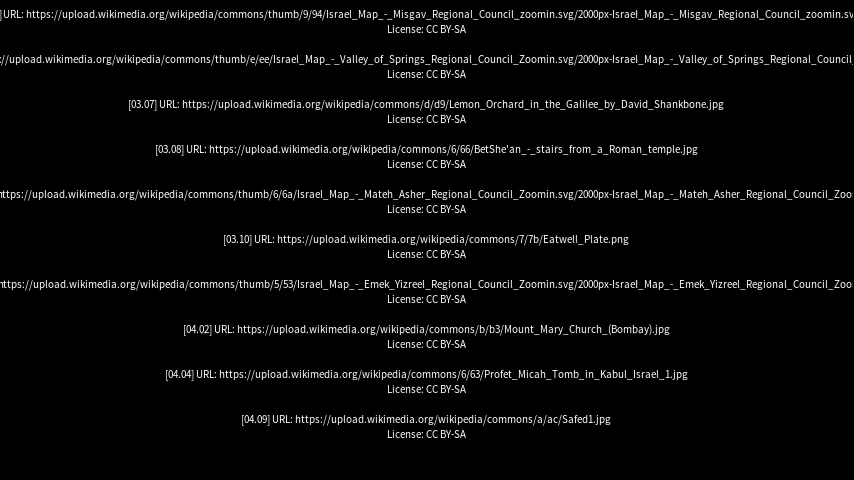 ]URL: https://upload.wikimedia.org/wikipedia/commons/thumb/9/94/Israel_Map_-_Misgav_Regional_Council_zoomin.svg/2000px-Israel_Map_-_Misgav_Regional_Council_zoomin.sv
License: CC BY-SA
://upload.wikimedia.org/wikipedia/commons/thumb/e/ee/Israel_Map_-_Valley_of_Springs_Regional_Council_Zoomin.svg/2000px-Israel_Map_-_Valley_of_Springs_Regional_Council_
License: CC BY-SA
[03.07] URL: https://upload.wikimedia.org/wikipedia/commons/d/d9/Lemon_Orchard_in_the_Galilee_by_David_Shankbone.jpg
License: CC BY-SA
[03.08] URL: https://upload.wikimedia.org/wikipedia/commons/6/66/BetShe'an_-_stairs_from_a_Roman_temple.jpg
License: CC BY-SA
https://upload.wikimedia.org/wikipedia/commons/thumb/6/6a/Israel_Map_-_Mateh_Asher_Regional_Council_Zoomin.svg/2000px-Israel_Map_-_Mateh_Asher_Regional_Council_Zoo
License: CC BY-SA
[03.10] URL: https://upload.wikimedia.org/wikipedia/commons/7/7b/Eatwell_Plate.png
License: CC BY-SA
https://upload.wikimedia.org/wikipedia/commons/thumb/5/53/Israel_Map_-_Emek_Yizreel_Regional_Council_Zoomin.svg/2000px-Israel_Map_-_Emek_Yizreel_Regional_Council_Zoo
License: CC BY-SA
[04.02] URL: https://upload.wikimedia.org/wikipedia/commons/b/b3/Mount_Mary_Church_(Bombay).jpg
License: CC BY-SA
[04.04] URL: https://upload.wikimedia.org/wikipedia/commons/6/63/Profet_Micah_Tomb_in_Kabul_Israel_1.jpg
License: CC BY-SA
[04.09] URL: https://upload.wikimedia.org/wikipedia/commons/a/ac/Safed1.jpg
License: CC BY-SA